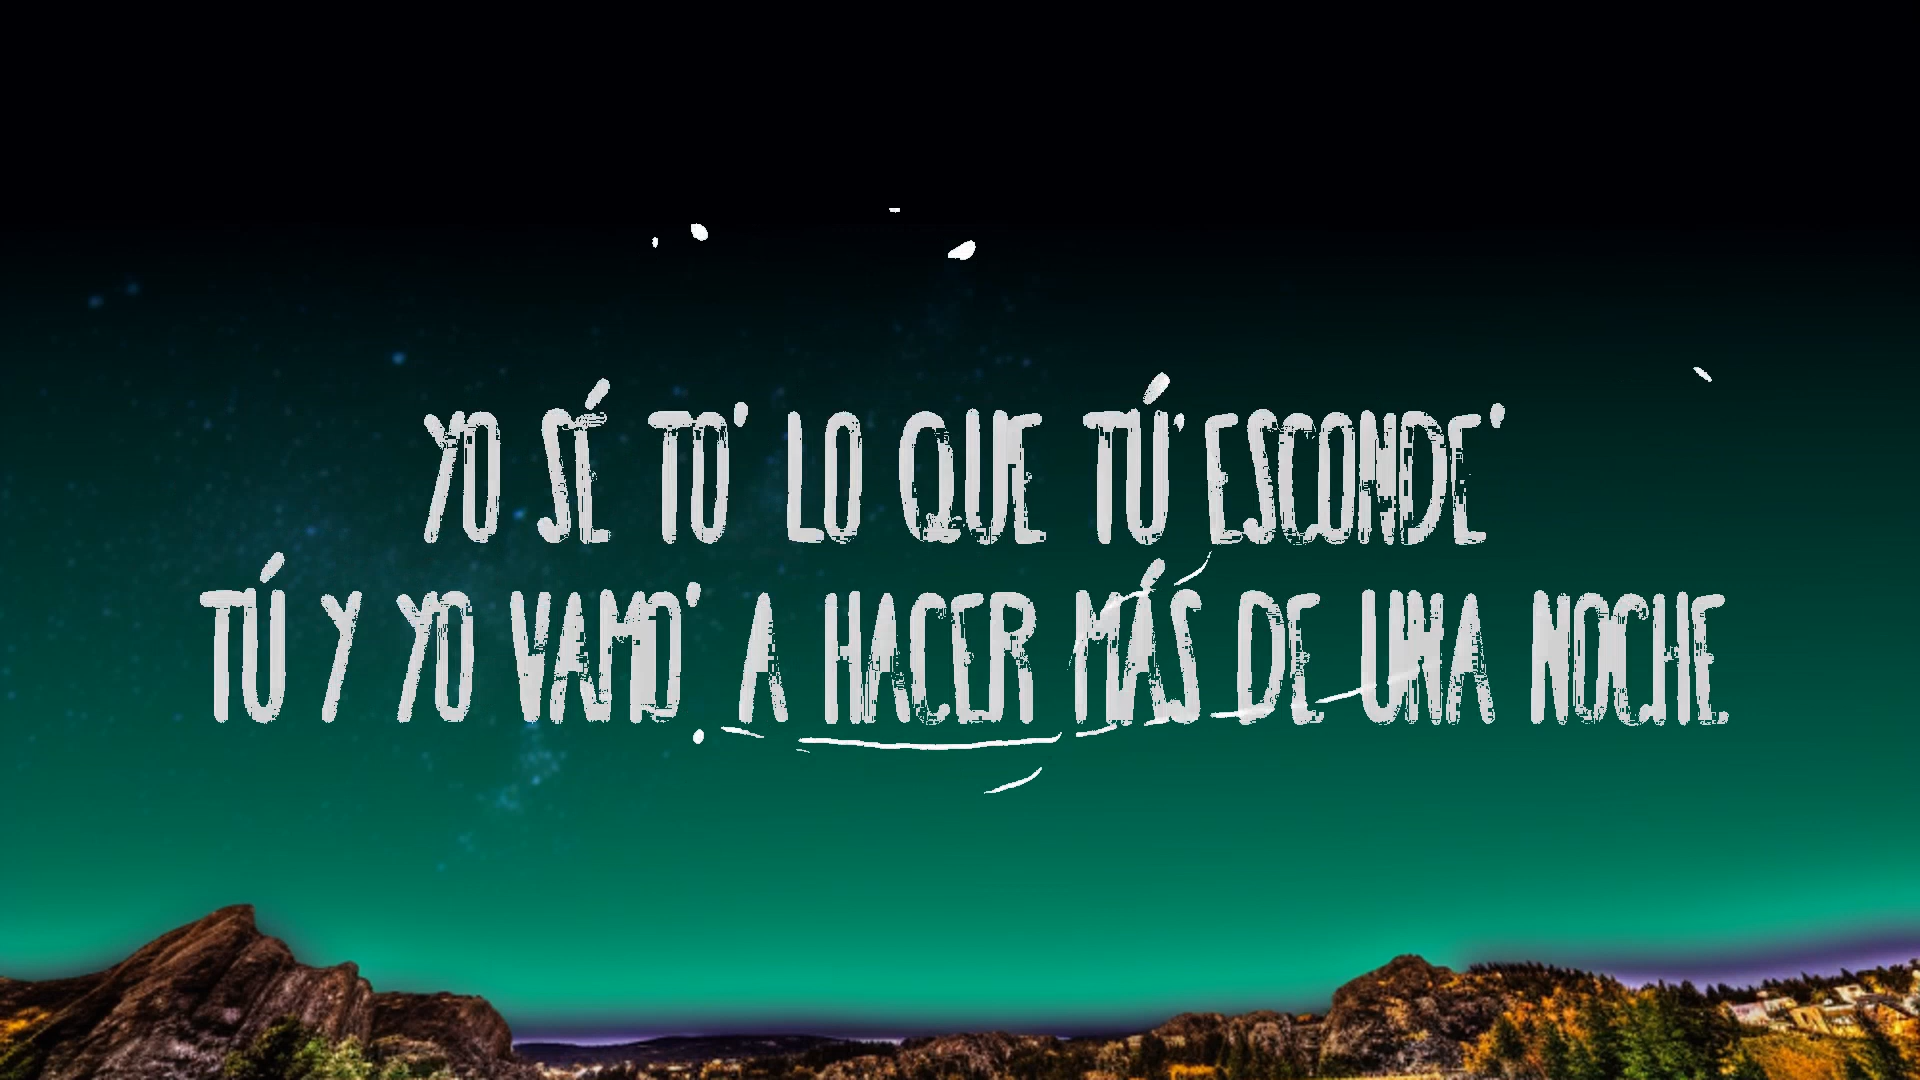 YO SÉ TO' LO QUE TÚ' ESCONDE'
TÚ Y YO VAMO' A HACER MÁS DE UNA NOCHE